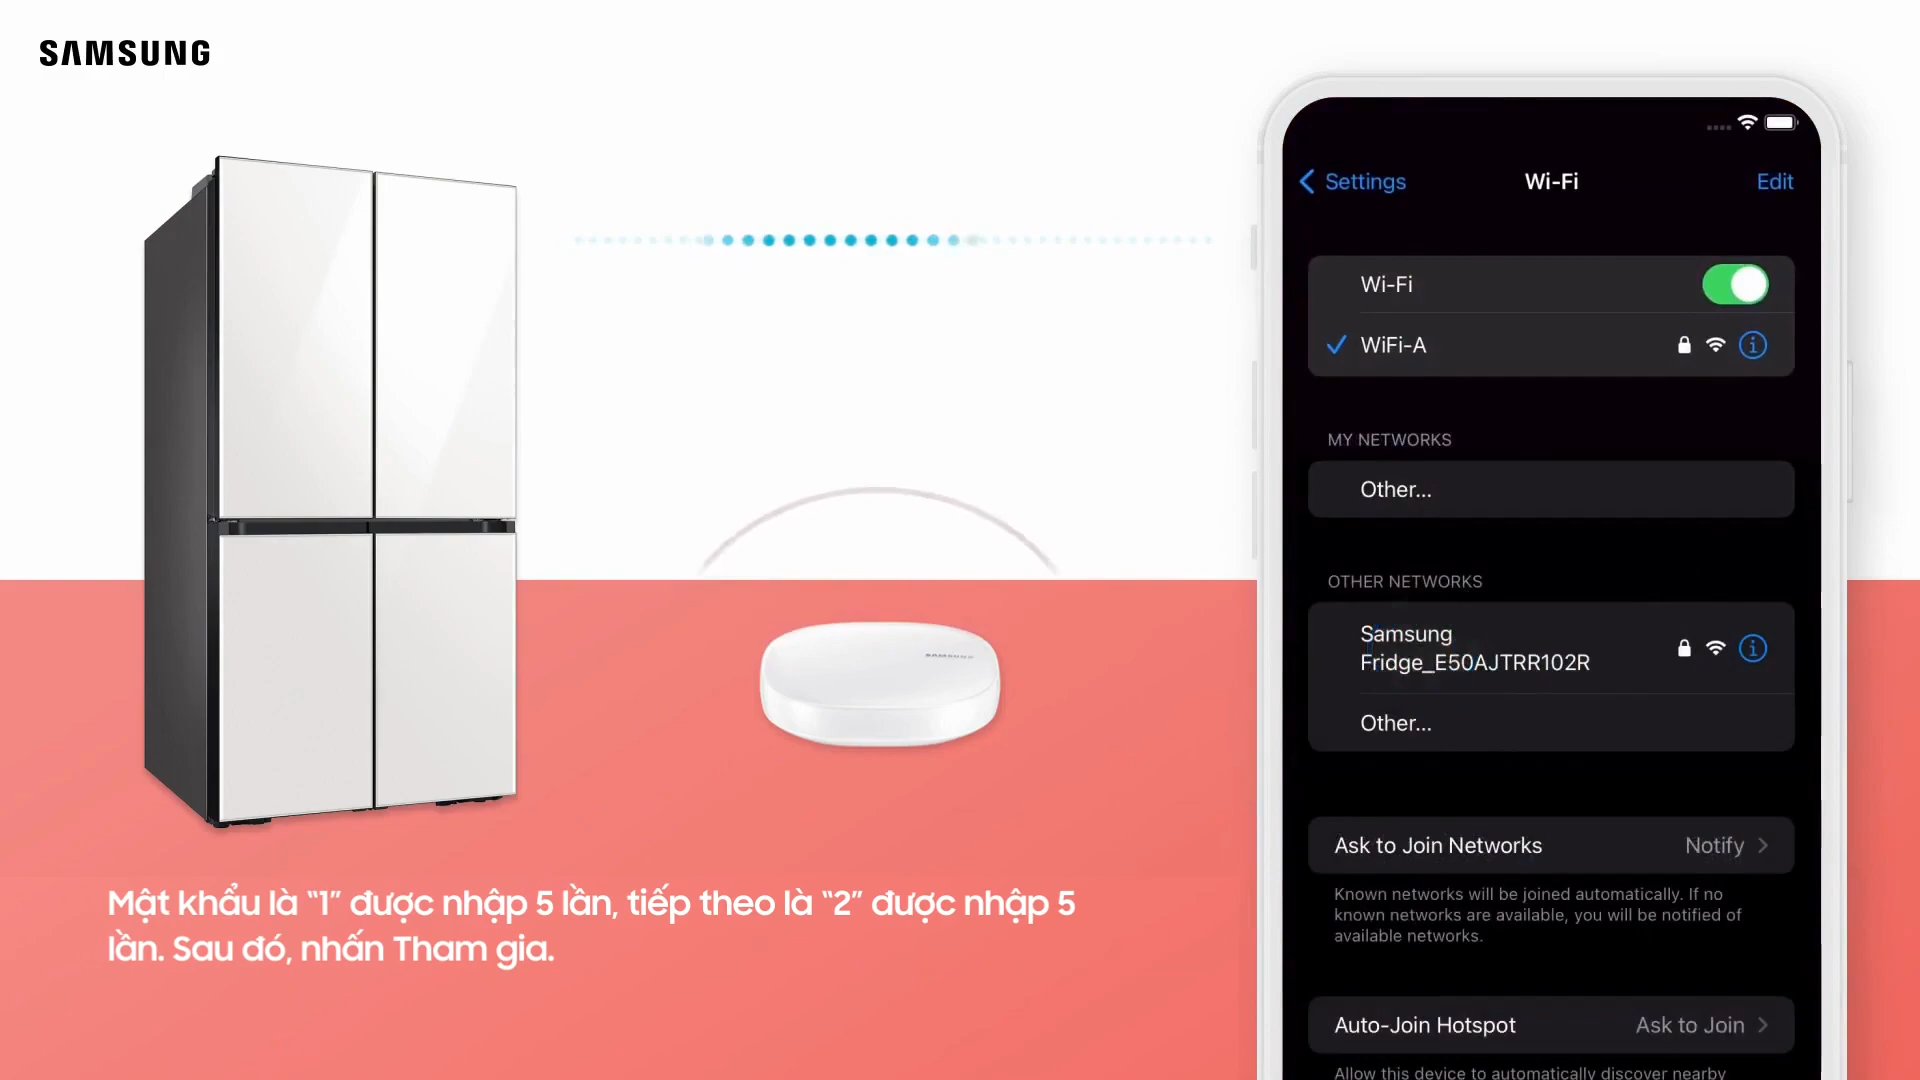 SAMSUNG
Settings
Wi-Fi
Edit
Wi-Fi
WiFi-A
MY NETWORKS
Other...
OTHER NETWORKS
Samsung
Fridge_E50AJTRR102R
Other...
Ask to Join Networks
Notify
Known networks will be joined automatically. If no
known networks are available, you will be notified of
available networks.
Auto-Join Hotspot
Ask to Join
Allow this device to automatically discover nearby
SAMSUNG
Mật khẩu là “1” được nhập 5 lần, tiếp theo là “2” được nhập 5
lần. Sau đó, nhấn Tham gia.